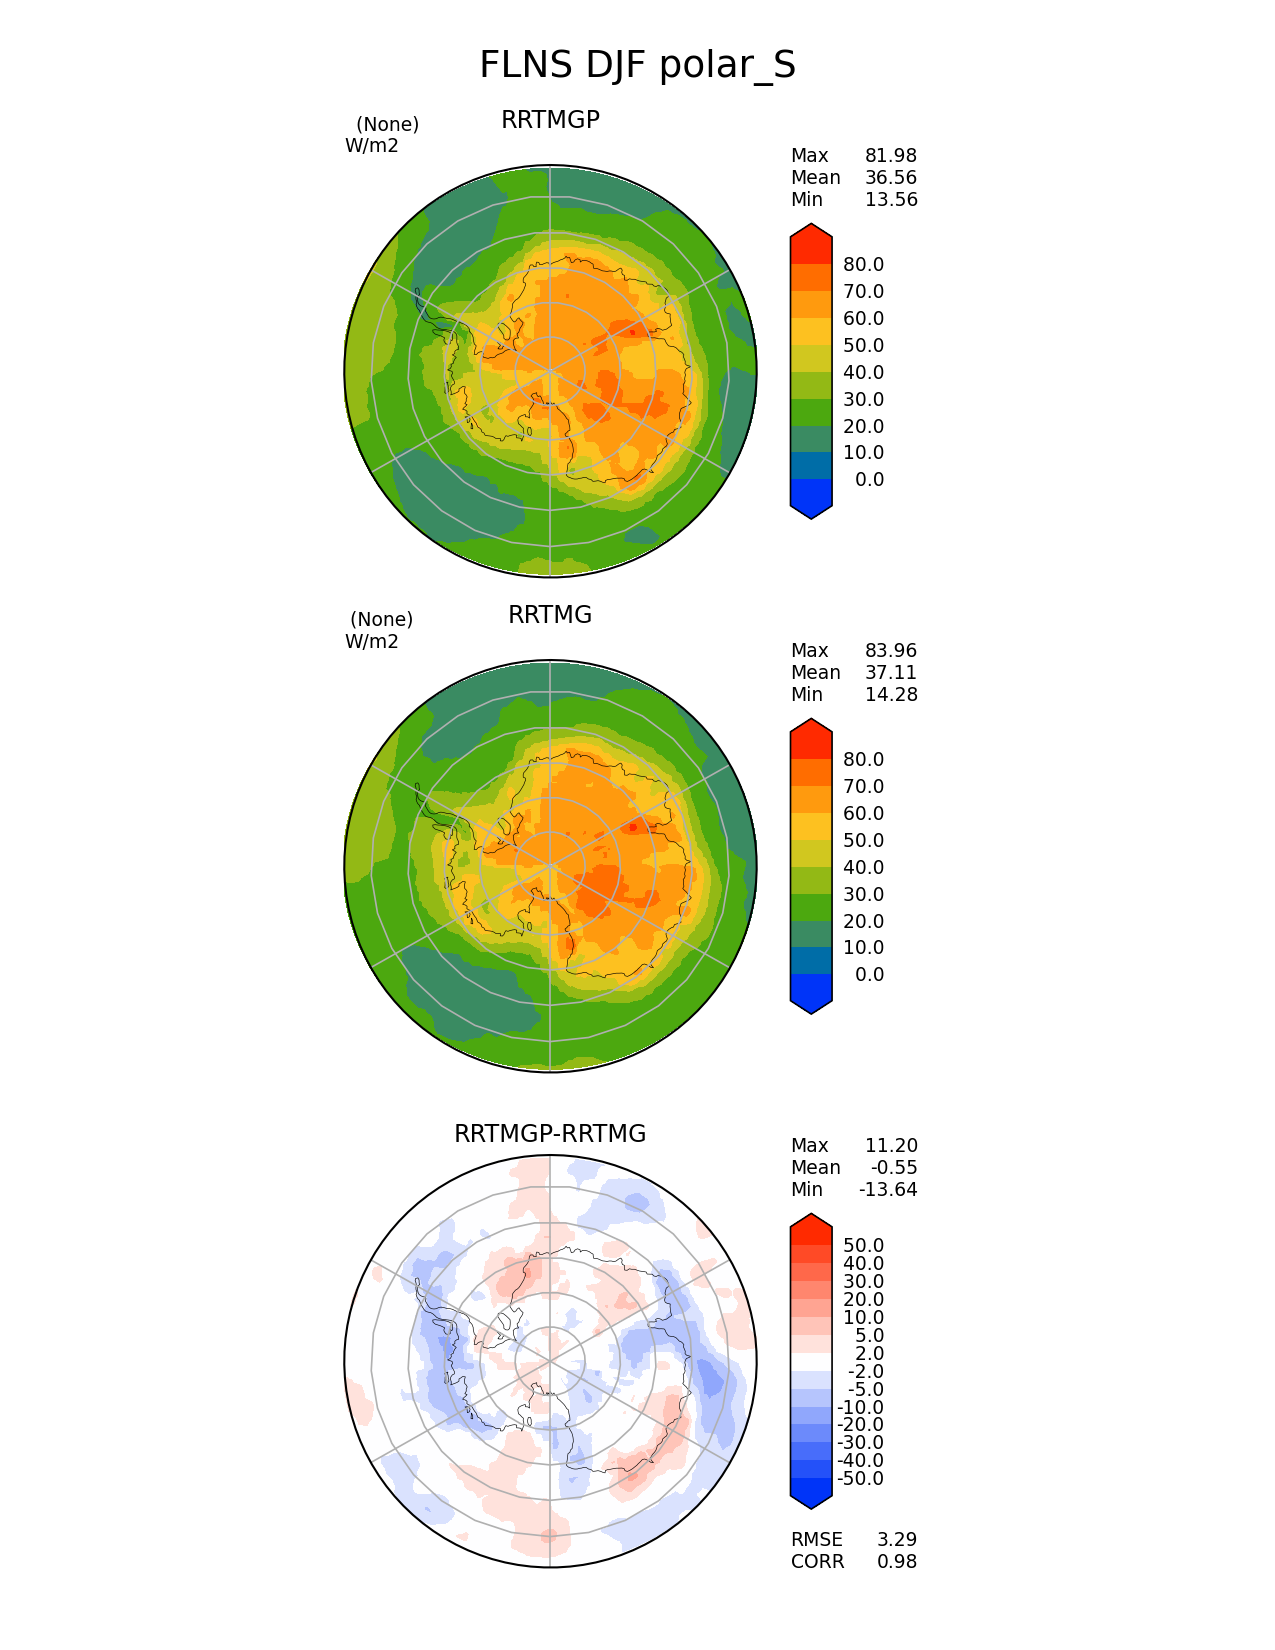 FLNS DJF polar_S
(None)
RRTMGP
W/m2
Max 81.98
Mean 36.56
Min 13.56
80.0
70.0
60.0
50.0
40.0
30.0
20.0
10.0
0.0
(None)
RRTMG
W/m2
Max 83.96
Mean 37.11
Min 14.28
80.0
70.0
60.0
50.0
40.0
30.0
20.0
10.0
0.0
RRTMGP-RRTMG
Max 11.20
Mean -0.55
Min -13.64
50.0
40.0
30.0
20.0
10.0
5.0
2.0
-2.0
-5.0
-10.0
-20.0
-30.0
-40.0
-50.0
RMSE 3.29
CORR 0.98